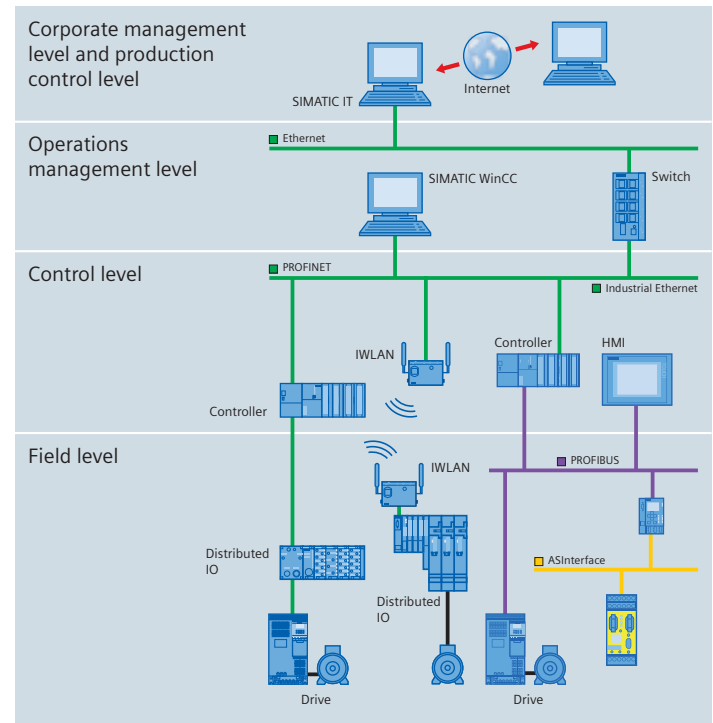 Corporate management
level and production
control level
Internet
SIMATIC IT
Operations
management level
Ethernet
SIMATIC WinCC
Switch
Control level
PROFINET
Industrial Ethernet
IWLAN
Controller
HMI
Controller
Field level
IWLAN
PROFIBUS
Distributed
IO
ASInterface
Distributed
IO
Drive
Drive